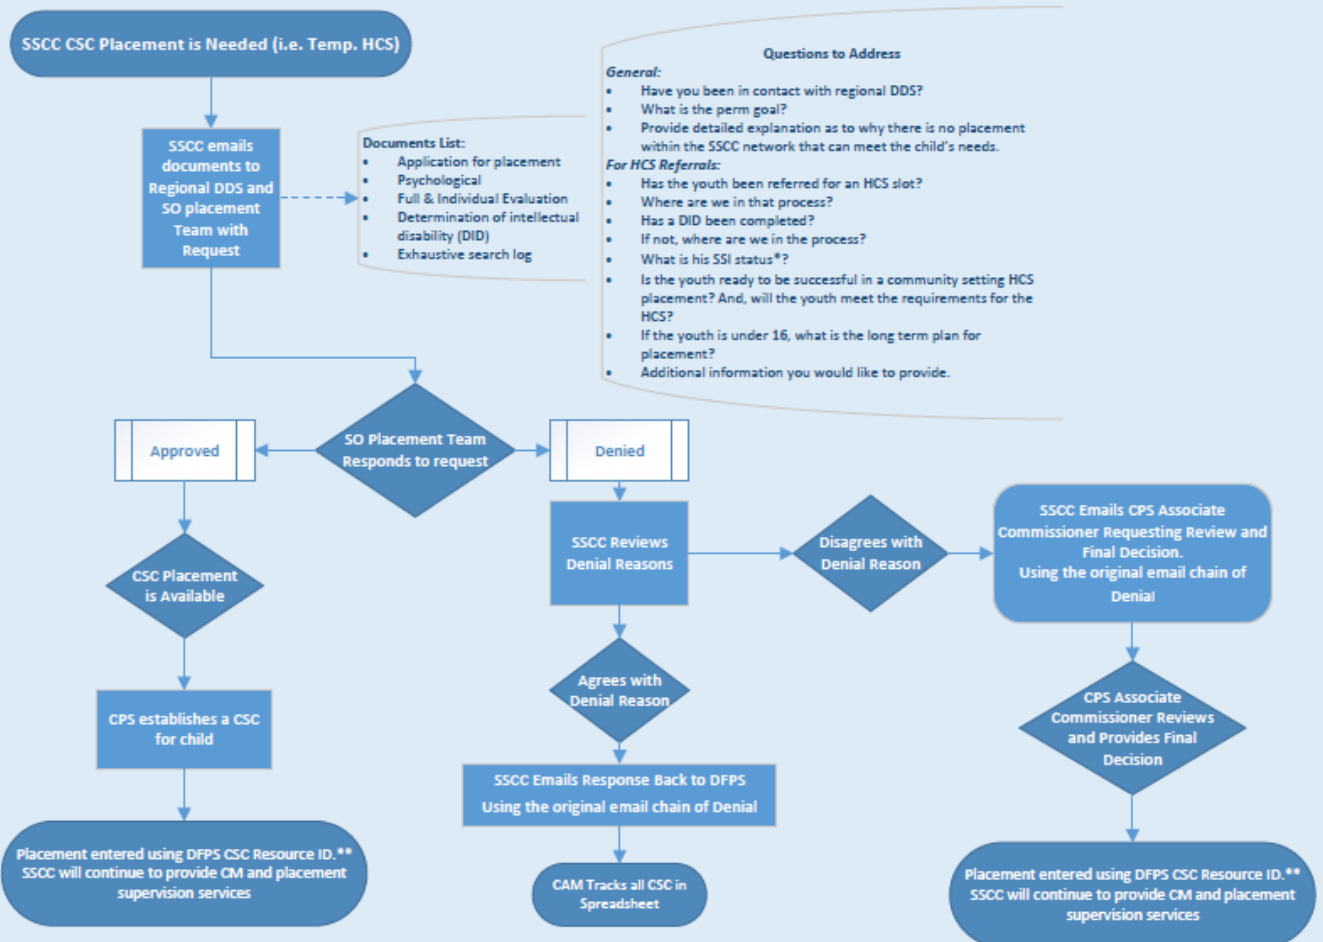 SSCC CSC Placement is Needed (i.e. Temp. HCS)
SSCC emails
documents to
Regional DDS and
SO placement
Team with
Request
Documents List:
• Application for placement
• Psychological
• Full & Individual Evaluation
• Determination of intellectual
disability (DID)
• Exhaustive search log
Questions to Address
General:
• Have you been in contact with regional DDS?
• What is the perm goal?
• Provide detailed explanation as to why there is no placement
within the SSCC network that can meet the child's needs.
For HCS Referrals:
• Has the youth been referred for an HCS slot?
• Where are we in that process?
• Has a DID been completed?
• If not, where are we in the process?
• What is his SSI status*?
• Is the youth ready to be successful in a community setting HCS
placement? And, will the youth meet the requirements for the
HCS?
• If the youth is under 16, what is the long term plan for
placement?
• Additional information you would like to provide.
Approved
SO Placement Team
Responds to request
Denied
CSC Placement
is Available
SSCC Reviews
Denial Reasons
Disagrees with
Denial Reason
SSCC Emails CPS Associate
Commissioner Requesting Review and
Final Decision.
Using the original email chain of
Denial
CPS establishes a CSC
for child
Agrees with
Denial Reason
CPS Associate
Commissioner Reviews
and Provides Final
Decision
SSCC Emails Response Back to DFPS
Using the original email chain of Denial
Placement entered using DFPS CSC Resource ID.**
SSCC will continue to provide CM and placement
supervision services
CAM Tracks all CSC in
Spreadsheet
Placement entered using DFPS CSC Resource ID.**
SSCC will continue to provide CM and placement
supervision services